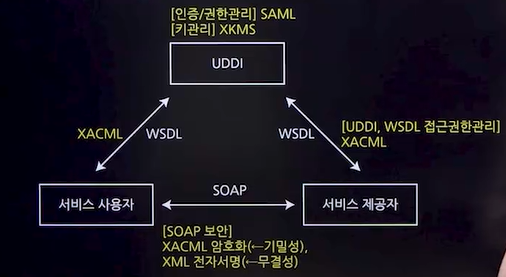 [인증/권한관리] SAML
[키관리] XKMS
UDDI
XACML
WSDL
WSDL
[UDDI, WSDL 접근권한관리]
XACML
서비스 사용자
SOAP
서비스 제공자
[SOAP 보안]
XACML 암호화(←기밀성),
XML 전자서명(←무결성)